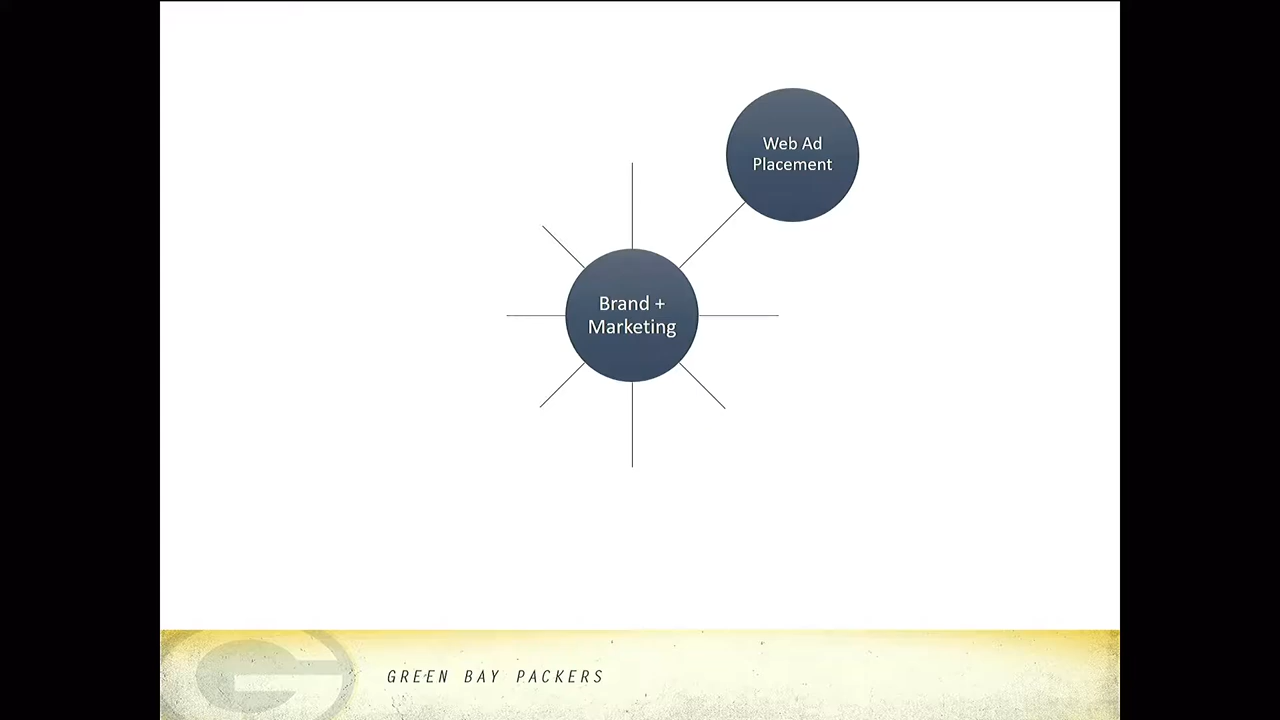 Web Ad
Placement
Brand +
Marketing
GREEN BAY PACKERS